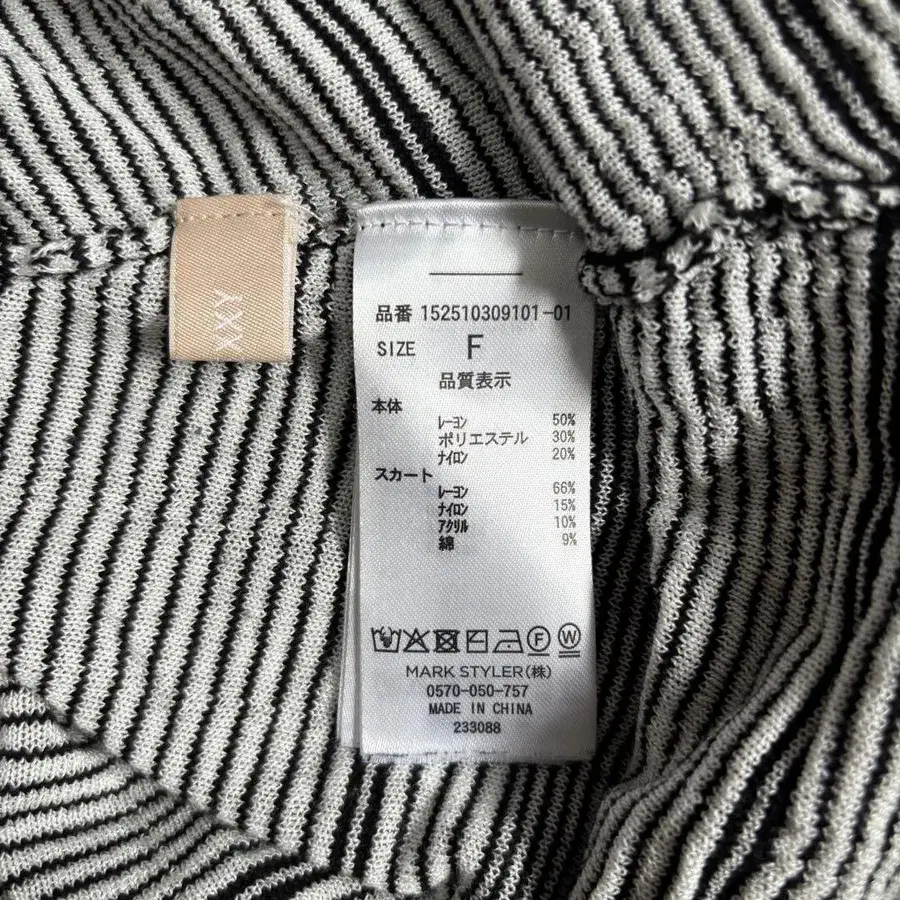 XXY
品番 152510309101-01
SIZE F
品質表示
本体
レーヨン 50%
ポリエステル 30%
ナイロン 20%
スカート
レーヨン 66%
ナイロン 15%
アクリル 10%
綿 9%
F W
MARK STYLER(株)
0570-050-757
MADE IN CHINA
233088